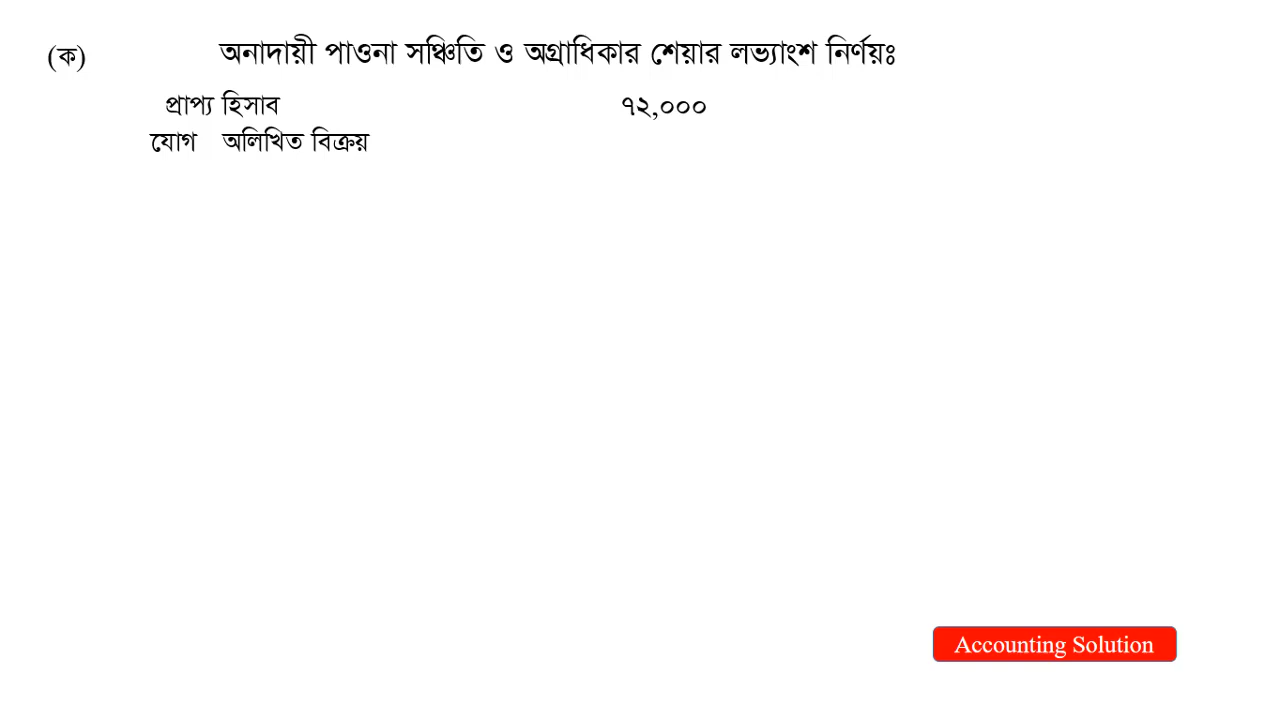 (ক) অনাদায়ী পাওনা সঞ্চিতি ও অগ্রাধিকার শেয়ার লভ্যাংশ নির্ণয়ঃ
প্রাপ্য হিসাব ৭২,০০০
যোগ অলিখিত বিক্রয়
Accounting Solution